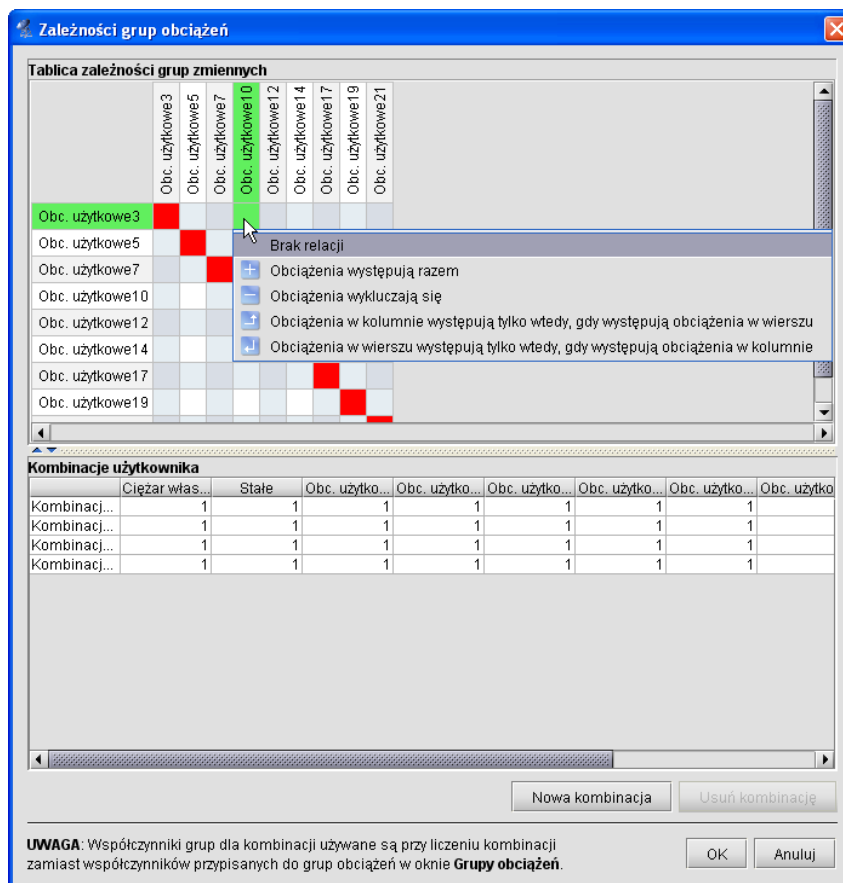 Zależności grup obciążeń
Tablica zależności grup zmiennych
Obc. użytkowe3
Obc. użytkowe5
Obc. użytkowe7
Obc. użytkowe10
Obc. użytkowe12
Obc. użytkowe14
Obc. użytkowe17
Obc. użytkowe19
Obc. użytkowe21
Obc. użytkowe3
Obc. użytkowe5
Brak relacji
Obc. użytkowe7
Obciążenia występują razem
Obc. użytkowe10
Obciążenia wykluczają się
Obc. użytkowe12
Obciążenia w kolumnie występują tylko wtedy, gdy występują obciążenia w wierszu
Obc. użytkowe14
Obciążenia w wierszu występują tylko wtedy, gdy występują obciążenia w kolumnie
Obc. użytkowe17
Obc. użytkowe19
Kombinacje użytkownika
Ciężar włas... Stałe Obc. użytko... Obc. użytko... Obc. użytko... Obc. użytko... Obc. użytko... Obc. użytko
Kombinacj... 1 1 1 1 1 1 1
Kombinacj... 1 1 1 1 1 1 1
Kombinacj... 1 1 1 1 1 1 1
Kombinacj... 1 1 1 1 1 1 1
Nowa kombinacja Usuń kombinację
UWAGA: Współczynniki grup dla kombinacji używane są przy liczeniu kombinacji
zamiast współczynników przypisanych do grup obciążeń w oknie Grupy obciążeń.
OK Anuluj